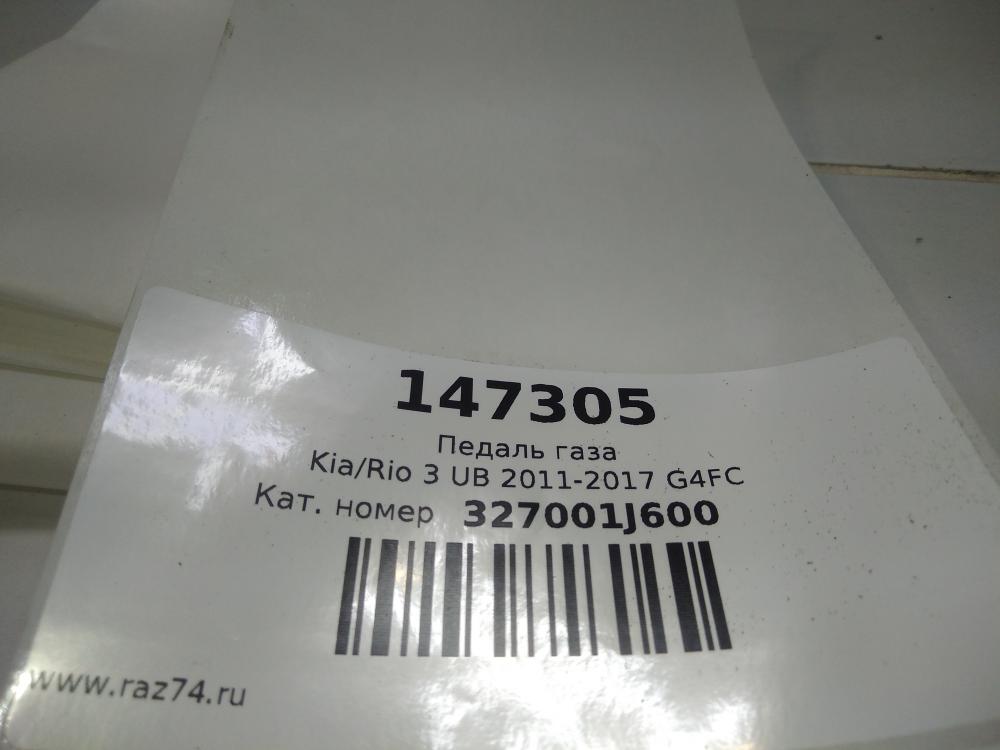 147305
Педаль газа
Kia/Rio 3 UB 2011-2017 G4FC
Кат. номер 327001J600
www.raz74.ru